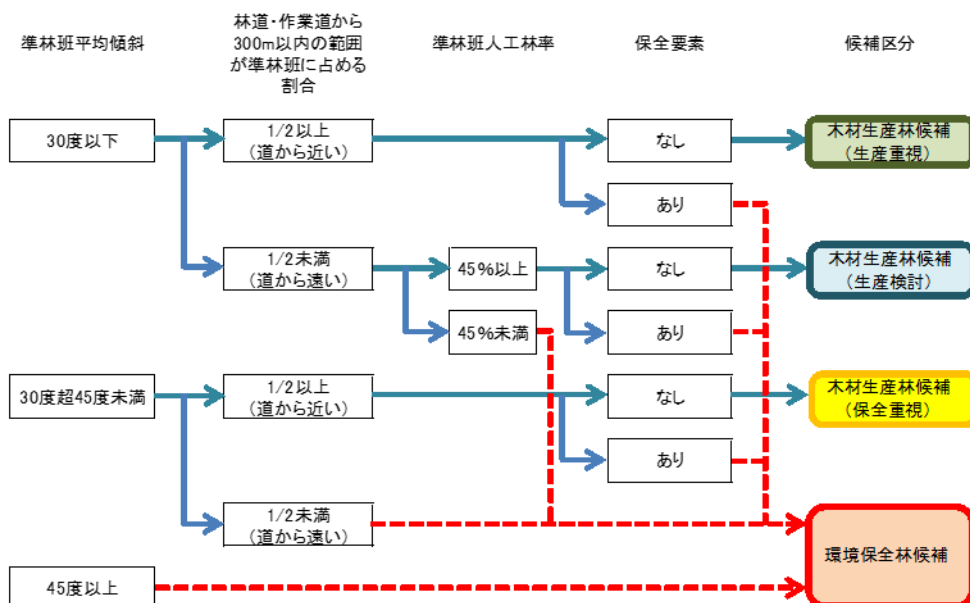 準林班平均傾斜
林道・作業道から
300m以内の範囲
が準林班に占める
割合
準林班人工林率
保全要素
候補区分
30度以下
1/2以上
(道から近い)
なし
木材生産林候補
(生産重視)
あり
1/2未満
(道から遠い)
45%以上
なし
木材生産林候補
(生産検討)
45%未満
あり
30度超45度未満
1/2以上
(道から近い)
なし
木材生産林候補
(保全重視)
あり
1/2未満
(道から遠い)
環境保全林候補
45度以上